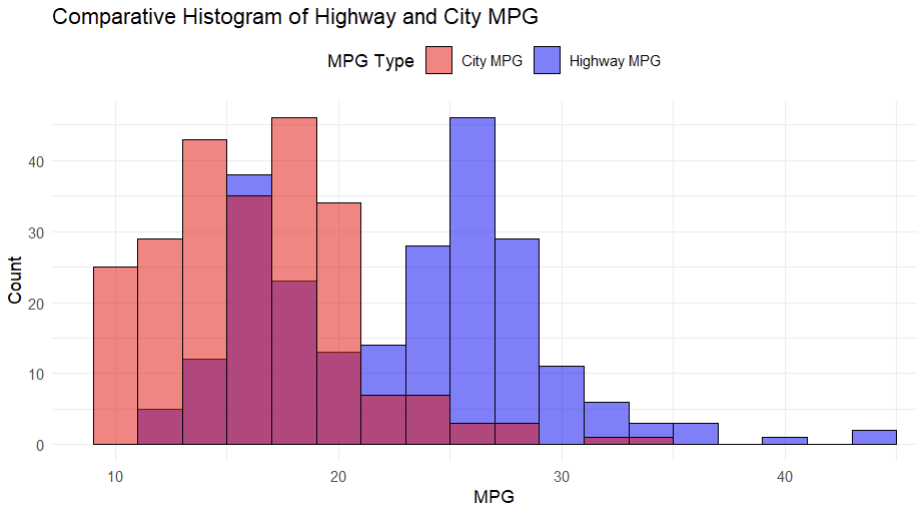 Comparative Histogram of Highway and City MPG
MPG Type City MPG Highway MPG
Count
40
30
20
10
0
10 20 30 40
MPG